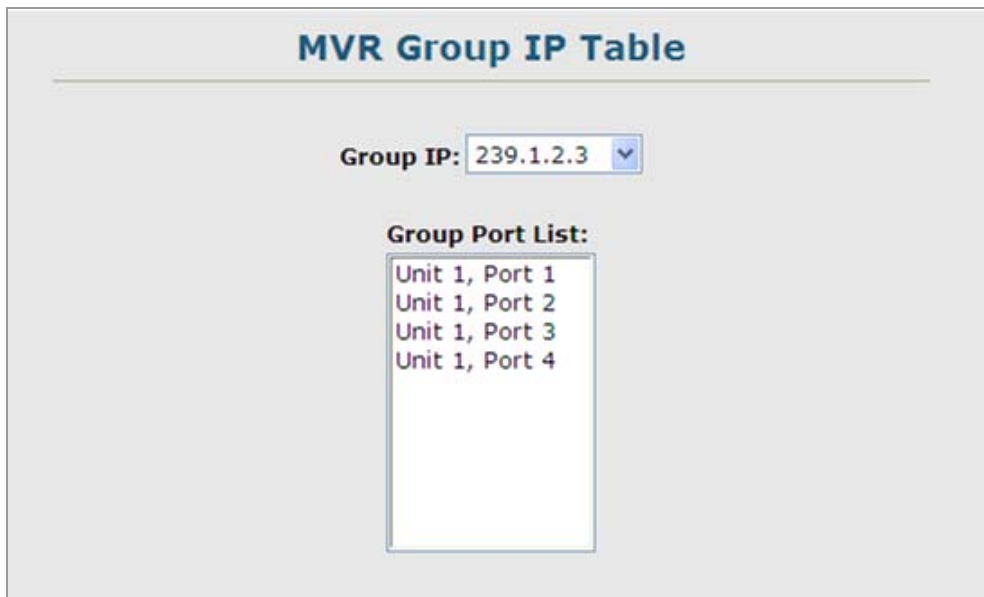 MVR Group IP Table
Group IP: 239.1.2.3
Group Port List:
Unit 1, Port 1
Unit 1, Port 2
Unit 1, Port 3
Unit 1, Port 4